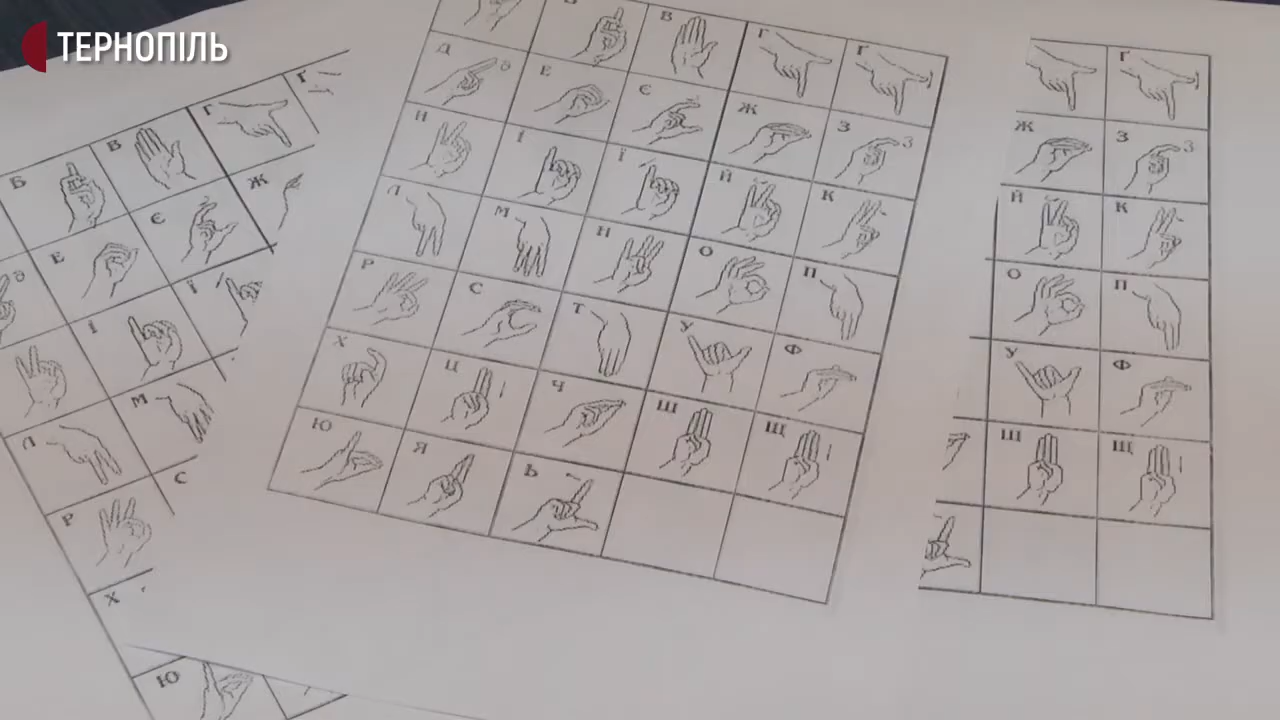 ТЕРНОПІЛЬ
Б В Г Ґ
Е Є Ж
І Ї
Л М
Р С
Х
Ю
В Г Ґ
Д Е Є Ж З
И І Ї Й К
Л М Н О П
Р С Т У Ф
Х Ц Ч Ш Щ
Ю Я Ь
Ґ
Ж З
Й К
О П
У Ф
Ш Щ